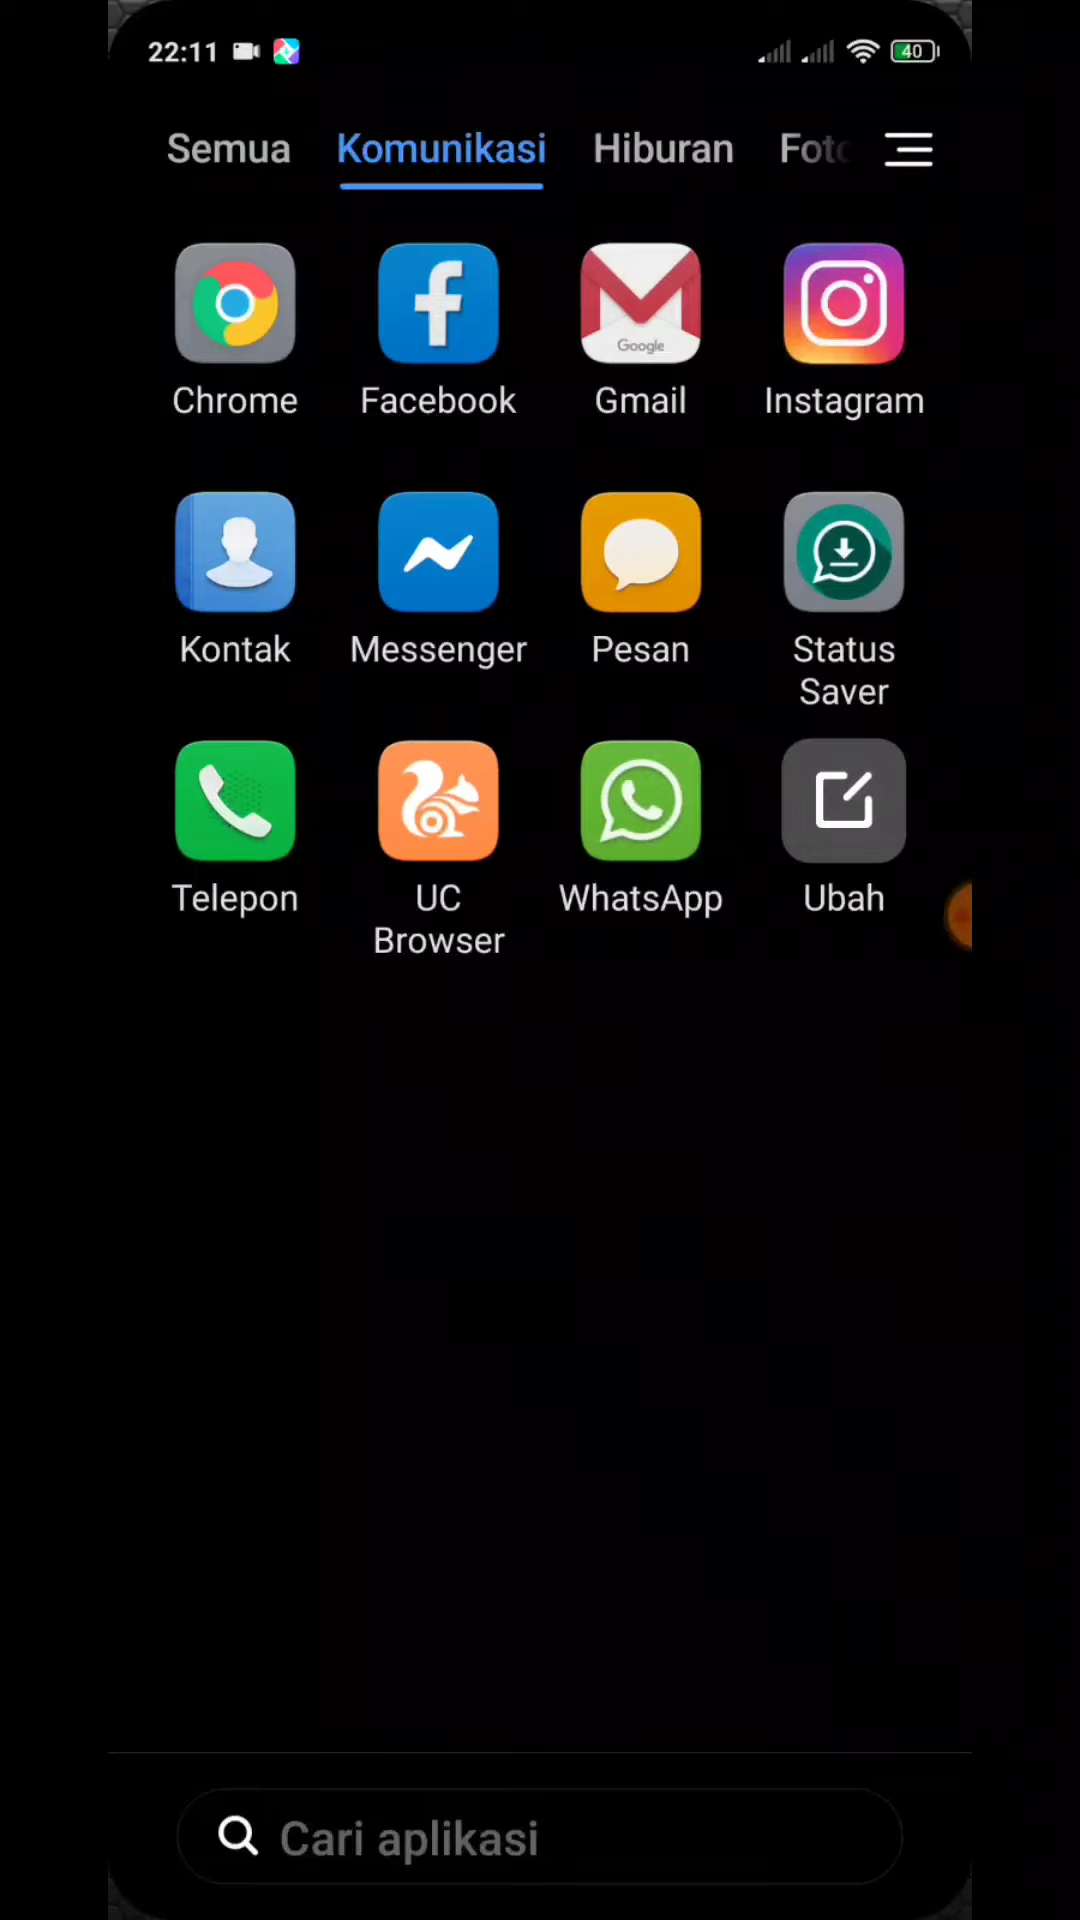 22:11
40
Semua Komunikasi Hiburan Foto
Chrome Facebook Gmail Instagram
Google
Kontak Messenger Pesan Status Saver
Telepon UC Browser WhatsApp Ubah
Cari aplikasi